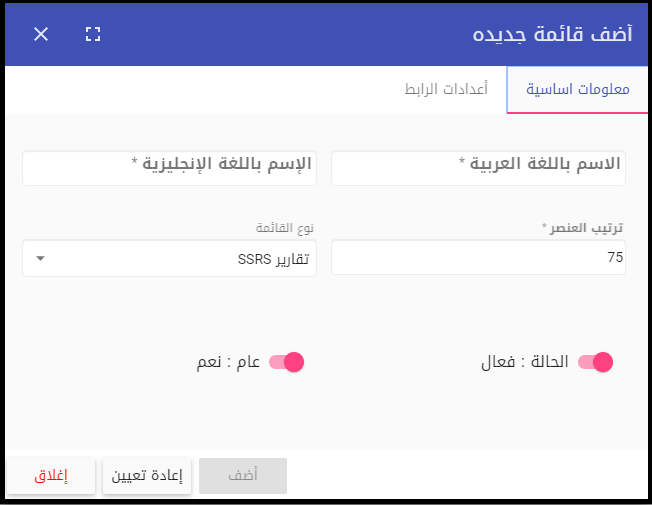 أضف قائمة جديده
معلومات اساسية
أعدادات الرابط
الاسم باللغة العربية *
الإسم باللغة الإنجليزية *
ترتيب العنصر *
75
نوع القائمة
تقارير SSRS
الحالة : فعال
عام : نعم
أضف
إعادة تعيين
إغلاق